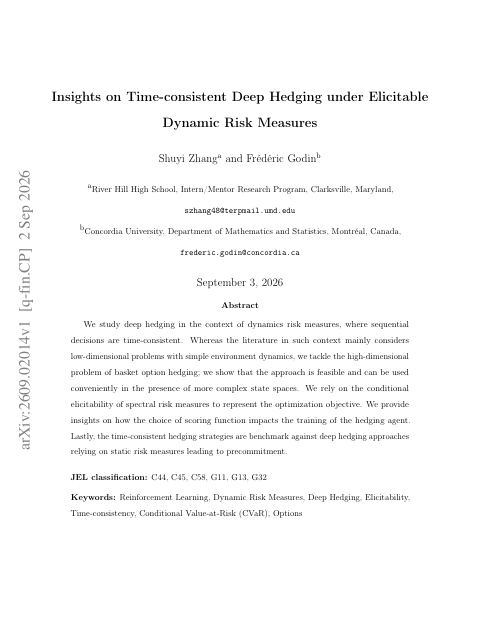 Insights on Time-consistent Deep Hedging under Elicitable
Dynamic Risk Measures
Shuyi Zhangᵃ and Frédéric Godinᵇ
ᵃRiver Hill High School, Intern/Mentor Research Program, Clarksville, Maryland,
szhang48@terpmail.umd.edu
ᵇConcordia University. Department of Mathematics and Statistics, Montréal, Canada,
frederic.godin@concordia.ca
September 3, 2026
Abstract
We study deep hedging in the context of dynamics risk measures, where sequential
decisions are time-consistent. Whereas the literature in such context mainly considers
low-dimensional problems with simple environment dynamics, we tackle the high-dimensional
problem of basket option hedging; we show that the approach is feasible and can be used
conveniently in the presence of more complex state spaces. We rely on the conditional
elicitability of spectral risk measures to represent the optimization objective. We provide
insights on how the choice of scoring function impacts the training of the hedging agent.
Lastly, the time-consistent hedging strategies are benchmark against deep hedging approaches
relying on static risk measures leading to precommitment.
JEL classification: C44, C45, C58, G11, G13, G32
Keywords: Reinforcement Learning, Dynamic Risk Measures, Deep Hedging, Elicitability,
Time-consistency, Conditional Value-at-Risk (CVaR), Options
arXiv:2609.02014v1 [q-fin.CP] 2 Sep 2026